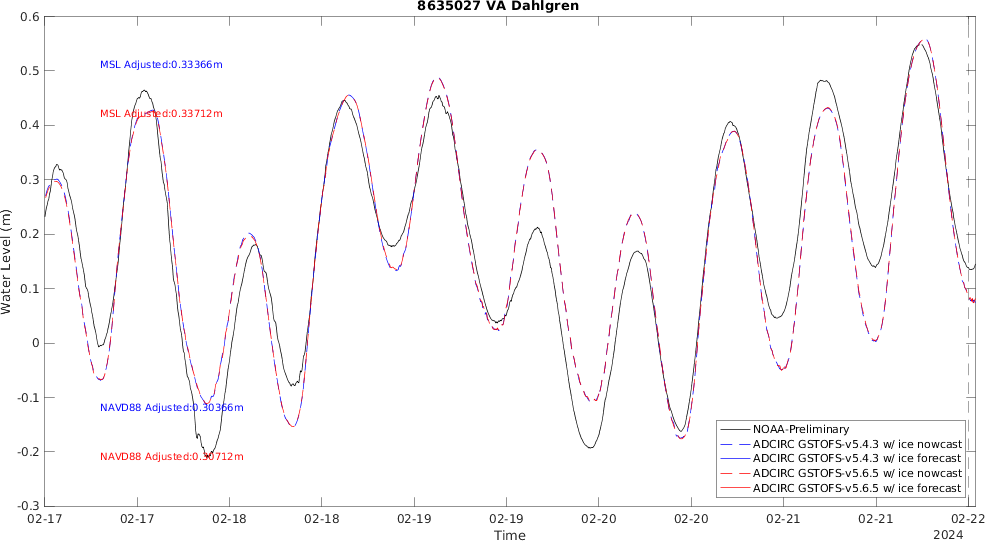 8635027 VA Dahlgren
0.6
0.5
0.4
0.3
0.2
0.1
0
-0.1
-0.2
-0.3
Water Level (m)
MSL Adjusted:0.33366m
MSL Adjusted:0.33712m
NAVD88 Adjusted:0.30366m
NAVD88 Adjusted:0.30712m
NOAA-Preliminary
ADCIRC GSTOFS-v5.4.3 w/ ice nowcast
ADCIRC GSTOFS-v5.4.3 w/ ice forecast
ADCIRC GSTOFS-v5.6.5 w/ ice nowcast
ADCIRC GSTOFS-v5.6.5 w/ ice forecast
02-17 02-17 02-18 02-18 02-19 02-19 02-20 02-20 02-21 02-21 02-22
2024
Time